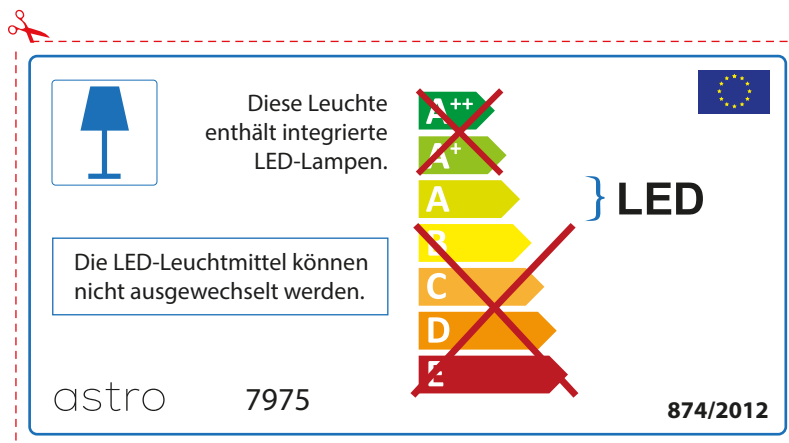 Diese Leuchte
enthält integrierte
LED-Lampen.
Die LED-Leuchtmittel können
nicht ausgewechselt werden.
A++
A+
A
B
C
D
E
LED
astro
7975
874/2012